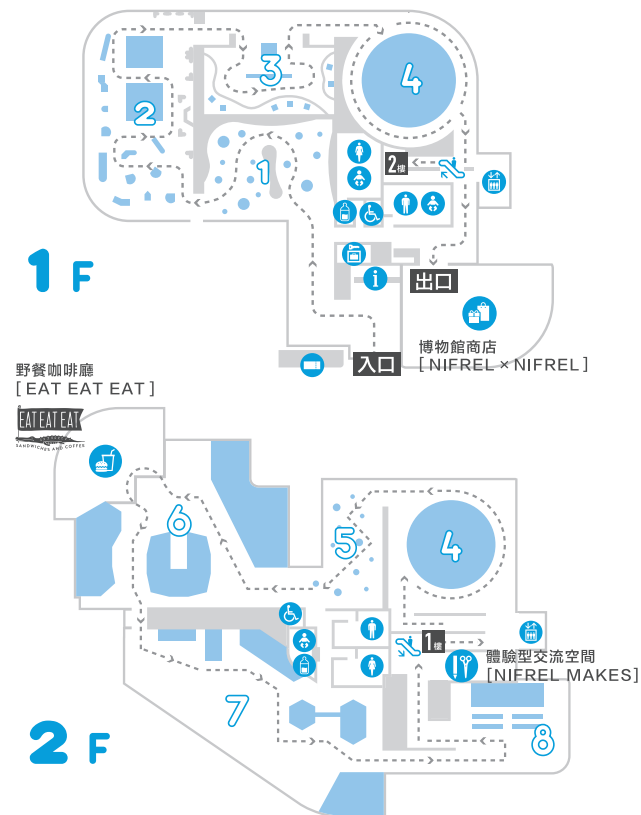 3
4
2
1
2樓
1F
出口
博物館商店
[NIFREL × NIFREL]
入口
野餐咖啡廳
[EAT EAT EAT]
EAT EAT EAT
SANDWICHES AND COFFEE
6
5
4
1樓
體驗型交流空間
[NIFREL MAKES]
7
8
2F